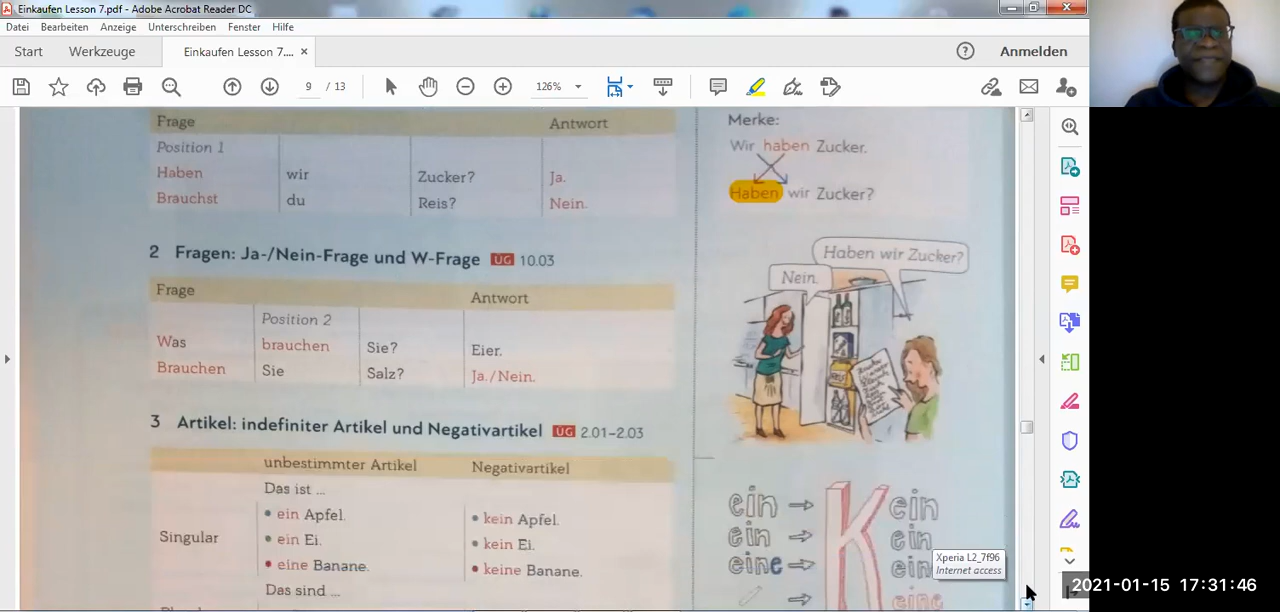 Einkaufen Lesson 7.pdf - Adobe Acrobat Reader DC
Datei Bearbeiten Anzeige Unterschreiben Fenster Hilfe
Start Werkzeuge Einkaufen Lesson 7.... × Anmelden
9 / 13 126%
Frage Antwort
Position 1
Haben wir Zucker? Ja.
Brauchst du Reis? Nein.
2 Fragen: Ja-/Nein-Frage und W-Frage ÜG 10.03
Frage Antwort
Position 2
Was brauchen Sie? Eier.
Brauchen Sie Salz? Ja./Nein.
3 Artikel: indefiniter Artikel und Negativartikel ÜG 2.01–2.03
unbestimmter Artikel Negativartikel
Das ist ...
Singular
• ein Apfel. • kein Apfel.
• ein Ei. • kein Ei.
• eine Banane. • keine Banane.
Das sind ...
Merke:
Wir haben Zucker.
Haben wir Zucker?
Haben wir Zucker?
Nein.
ein ⇒ Kein
ein ⇒ ein
eine ⇒
eine
Xperia L2_7f96
Internet access
2021-01-15 17:31:46